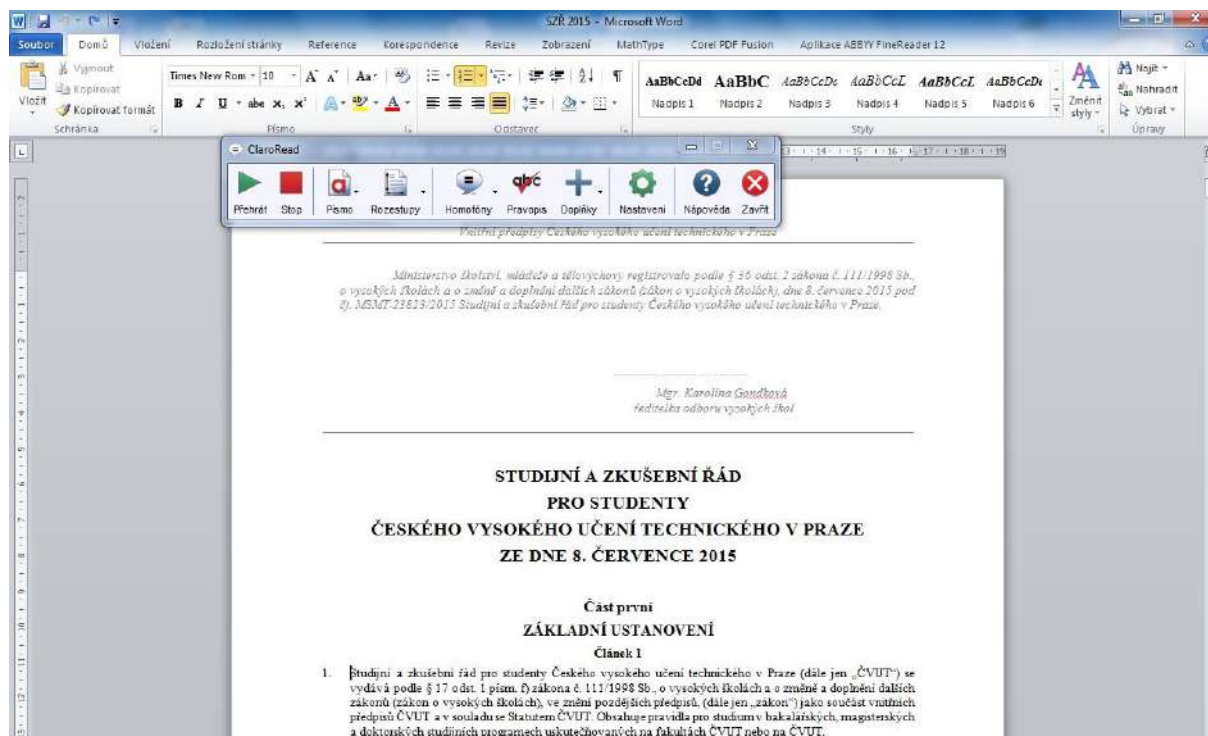 SZŘ 2015 - Microsoft Word
Soubor Domů Vložení Rozložení stránky Reference Korespondence Revize Zobrazení MathType Corel PDF Fusion Aplikace ABBYY FineReader 12
Vložit
Vyjmout
Kopírovat
Kopírovat formát
Schránka
Times New Rom 10
Písmo
Odstavec
AaBbCcDd AaBbC AaBbCcDc AaBbCcL AaBbCcL AaBbCcDc
Nadpis 1 Nadpis 2 Nadpis 3 Nadpis 4 Nadpis 5 Nadpis 6
Změnit styly
Styly
Najít
Nahradit
Vybrat
Úpravy
ClaroRead
Přehrát Stop Písmo Rozestupy Homofóny Pravopis Doplňky Nastavení Nápověda Zavřít
Vnitřní předpisy Českého vysokého učení technického v Praze
Ministerstvo školství, mládeže a tělovýchovy registrovalo podle § 36 odst. 2 zákona č. 111/1998 Sb.,
o vysokých školách a o změně a doplnění dalších zákonů (zákon o vysokých školách), dne 8. července 2015 pod
čj. MSMT-23823/2015 Studijní a zkušební řád pro studenty Českého vysokého učení technického v Praze.
Mgr. Karolína Gondková
ředitelka odboru vysokých škol
STUDIJNÍ A ZKUŠEBNÍ ŘÁD
PRO STUDENTY
ČESKÉHO VYSOKÉHO UČENÍ TECHNICKÉHO V PRAZE
ZE DNE 8. ČERVENCE 2015
Část první
ZÁKLADNÍ USTANOVENÍ
Článek 1
1. Studijní a zkušební řád pro studenty Českého vysokého učení technického v Praze (dále jen „ČVUT“) se
vydává podle § 17 odst. 1 písm. f) zákona č. 111/1998 Sb., o vysokých školách a o změně a doplnění dalších
zákonů (zákon o vysokých školách), ve znění pozdějších předpisů, (dále jen „zákon“) jako součást vnitřních
předpisů ČVUT a v souladu se Statutem ČVUT. Obsahuje pravidla pro studium v bakalářských, magisterských
a doktorských studijních programech uskutečňovaných na fakultách ČVUT nebo na ČVUT.